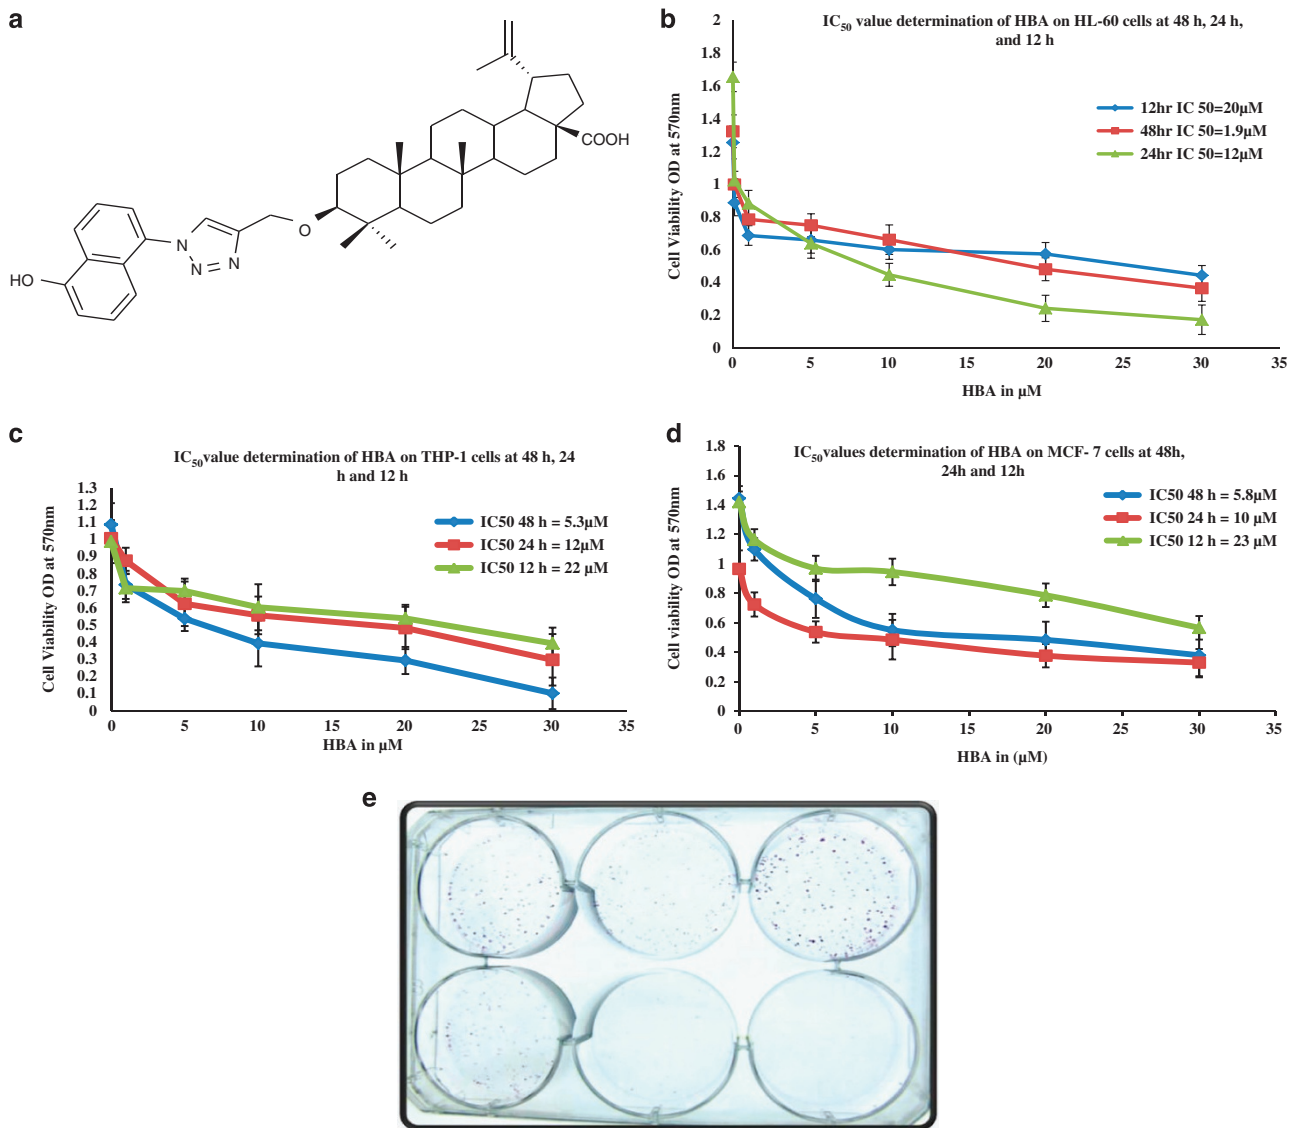 a
COOH
O
N
N
N
HO
b
IC50 value determination of HBA on HL-60 cells at 48 h, 24 h,
and 12 h
Cell Viability OD at 570nm
2
1.8
1.6
1.4
1.2
1
0.8
0.6
0.4
0.2
0
12hr IC 50=20µM
48hr IC 50=1.9µM
24hr IC 50=12µM
0 5 10 15 20 25 30 35
HBA in µM
c
IC50 value determination of HBA on THP-1 cells at 48 h, 24
h and 12 h
Cell Viability OD at 570nm
1.3
1.2
1.1
1
0.9
0.8
0.7
0.6
0.5
0.4
0.3
0.2
0.1
0
IC50 48 h = 5.3µM
IC50 24 h = 12µM
IC50 12 h = 22 µM
0 5 10 15 20 25 30 35
HBA in µM
d
IC50values determination of HBA on MCF- 7 cells at 48h,
24h and 12h
Cell viability OD at 570nm
1.8
1.6
1.4
1.2
1
0.8
0.6
0.4
0.2
0
IC50 48 h = 5.8µM
IC50 24 h = 10 µM
IC50 12 h = 23 µM
0 5 10 15 20 25 30 35
HBA in (µM)
e